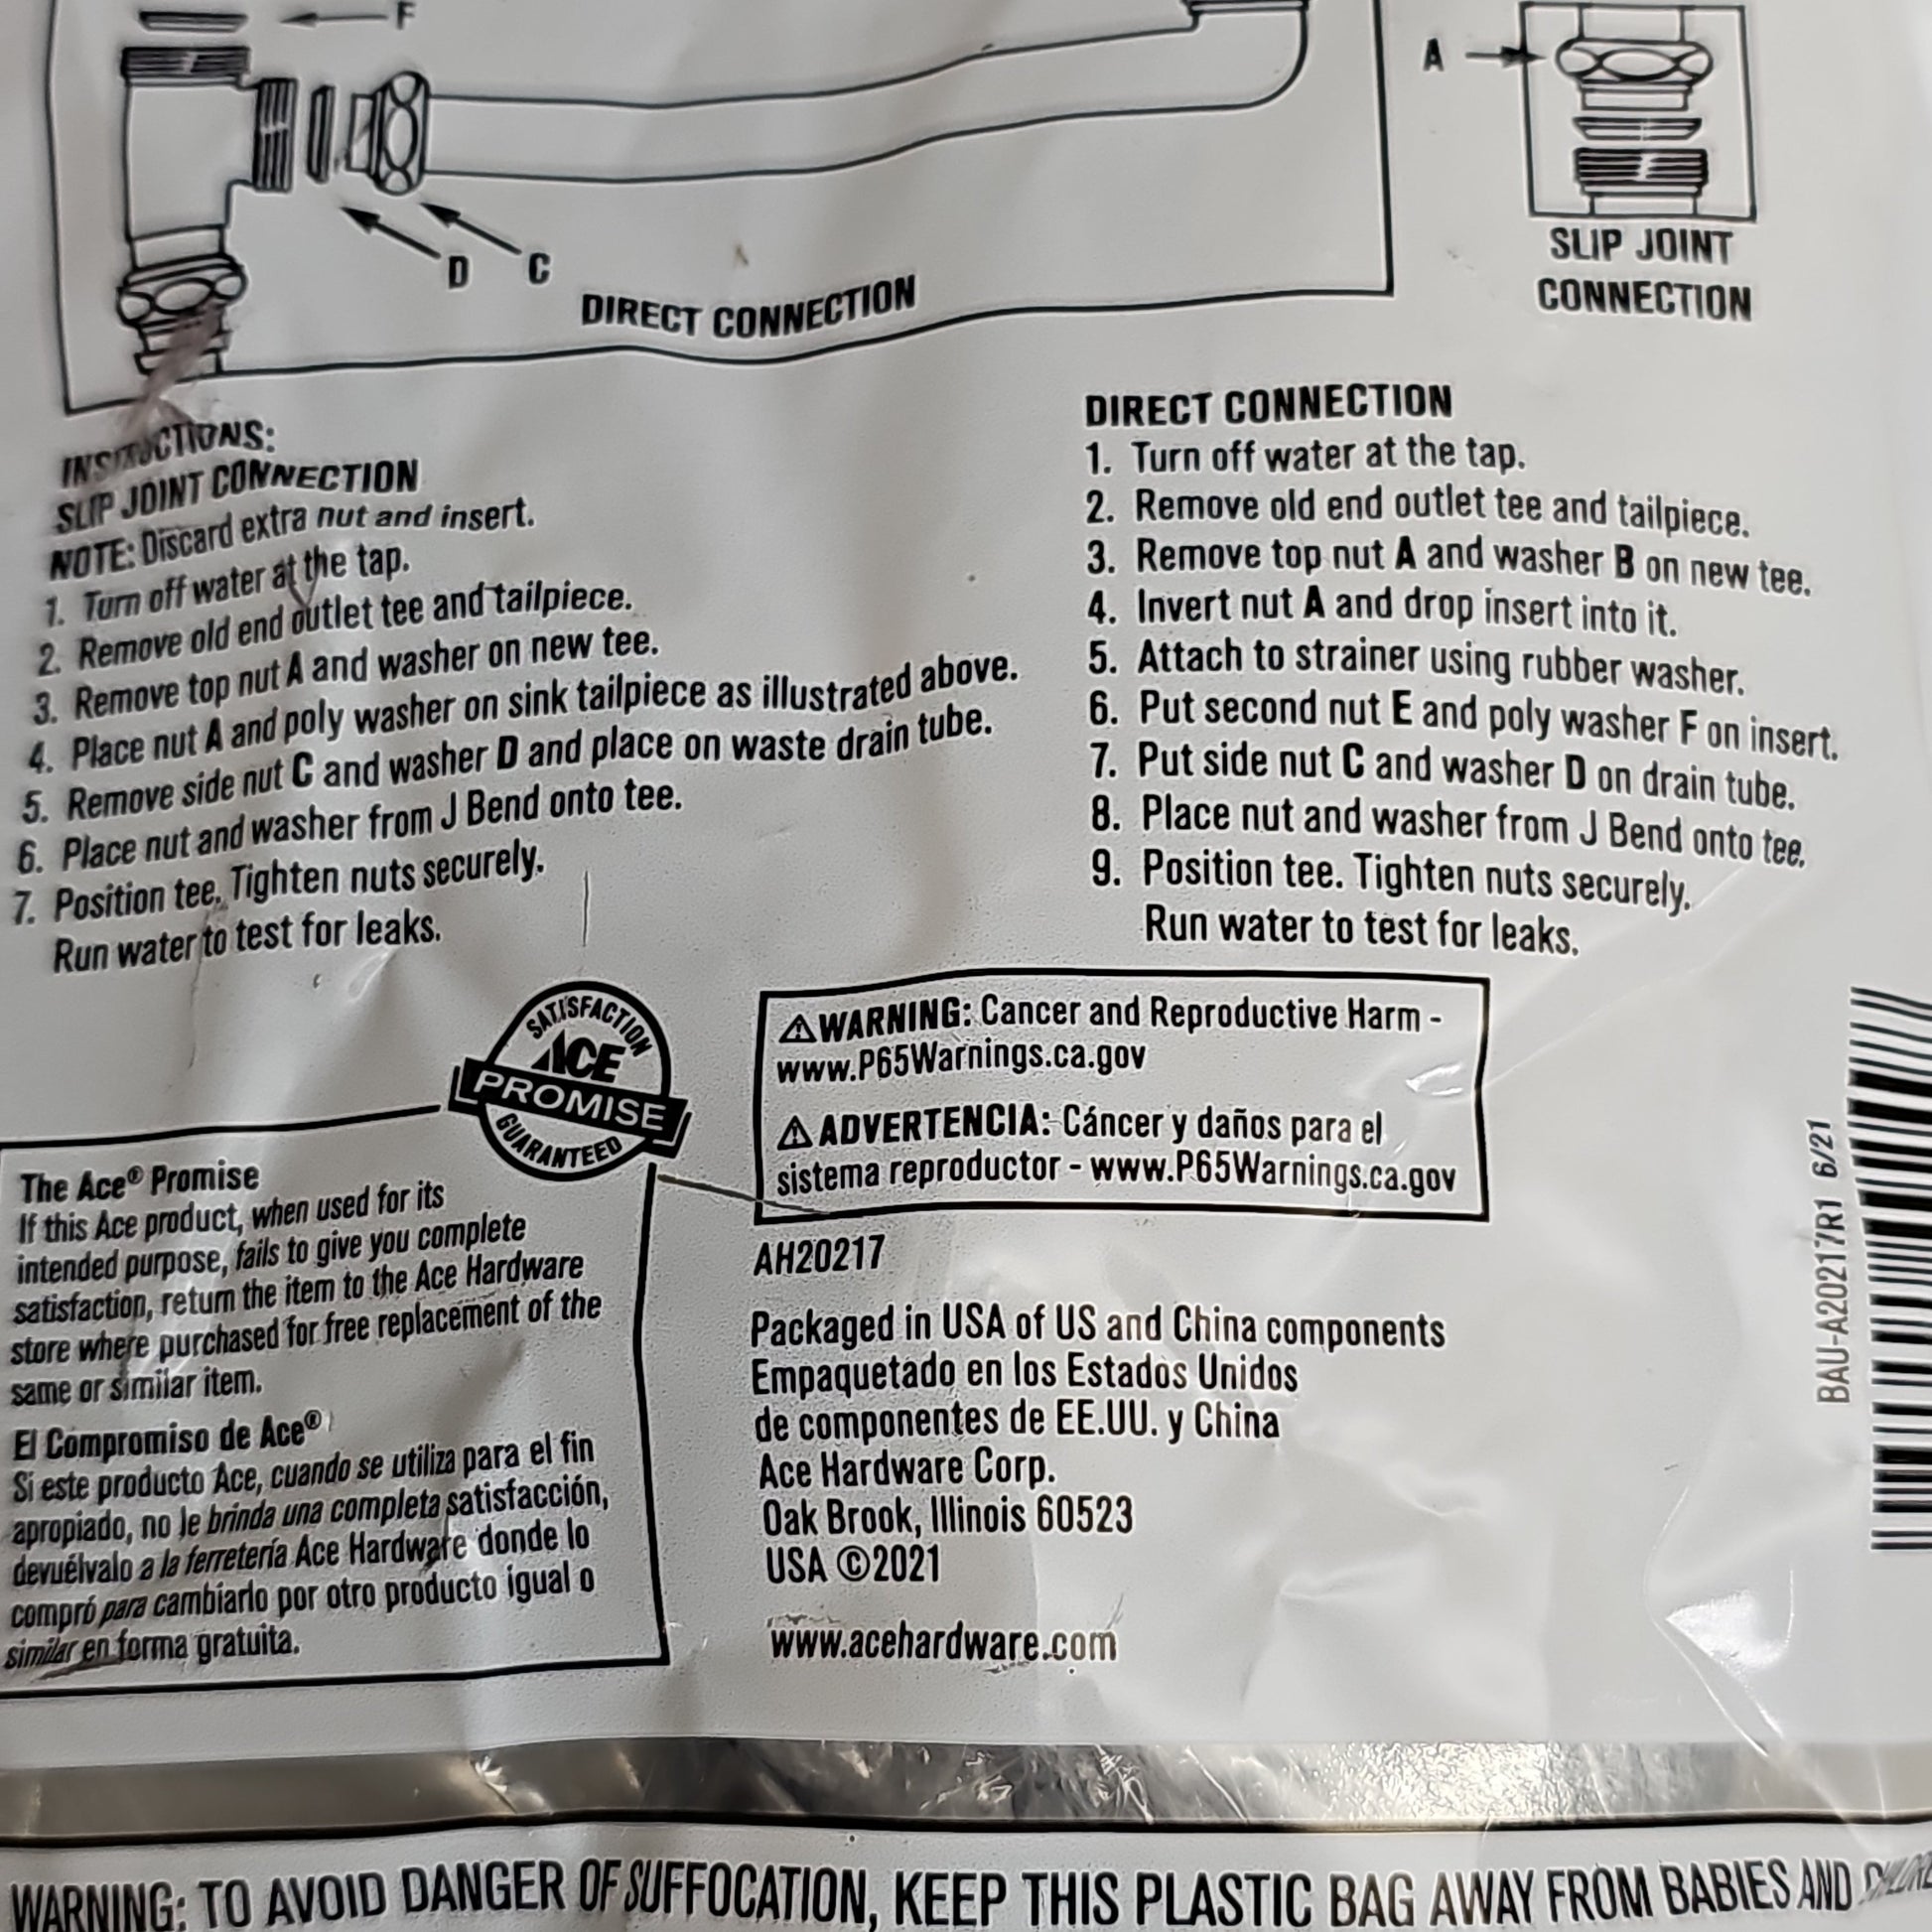 F
A
D
C
DIRECT CONNECTION
SLIP JOINT
CONNECTION
INSTRUCTIONS:
SLIP JOINT CONNECTION
NOTE: Discard extra nut and insert.
1. Turn off water at the tap.
2. Remove old end outlet tee and tailpiece.
3. Remove top nut A and washer on new tee.
4. Place nut A and poly washer on sink tailpiece as illustrated above.
5. Remove side nut C and washer D and place on waste drain tube.
6. Place nut and washer from J Bend onto tee.
7. Position tee. Tighten nuts securely.
Run water to test for leaks.
DIRECT CONNECTION
1. Turn off water at the tap.
2. Remove old end outlet tee and tailpiece.
3. Remove top nut A and washer B on new tee.
4. Invert nut A and drop insert into it.
5. Attach to strainer using rubber washer.
6. Put second nut E and poly washer F on insert.
7. Put side nut C and washer D on drain tube.
8. Place nut and washer from J Bend onto tee.
9. Position tee. Tighten nuts securely.
Run water to test for leaks.
SATISFACTION
ACE
PROMISE
GUARANTEED
The Ace® Promise
If this Ace product, when used for its
intended purpose, fails to give you complete
satisfaction, return the item to the Ace Hardware
store where purchased for free replacement of the
same or similar item.
El Compromiso de Ace®
Si este producto Ace, cuando se utiliza para el fin
apropiado, no le brinda una completa satisfacción,
devuélvalo a la ferretería Ace Hardware donde lo
compró para cambiarlo por otro producto igual o
similar en forma gratuita.
⚠WARNING: Cancer and Reproductive Harm -
www.P65Warnings.ca.gov
⚠ADVERTENCIA: Cáncer y daños para el
sistema reproductor - www.P65Warnings.ca.gov
AH20217
Packaged in USA of US and China components
Empaquetado en los Estados Unidos
de componentes de EE.UU. y China
Ace Hardware Corp.
Oak Brook, Illinois 60523
USA ©2021
www.acehardware.com
BAU-A20217R1 6/21
WARNING: TO AVOID DANGER OF SUFFOCATION, KEEP THIS PLASTIC BAG AWAY FROM BABIES AND